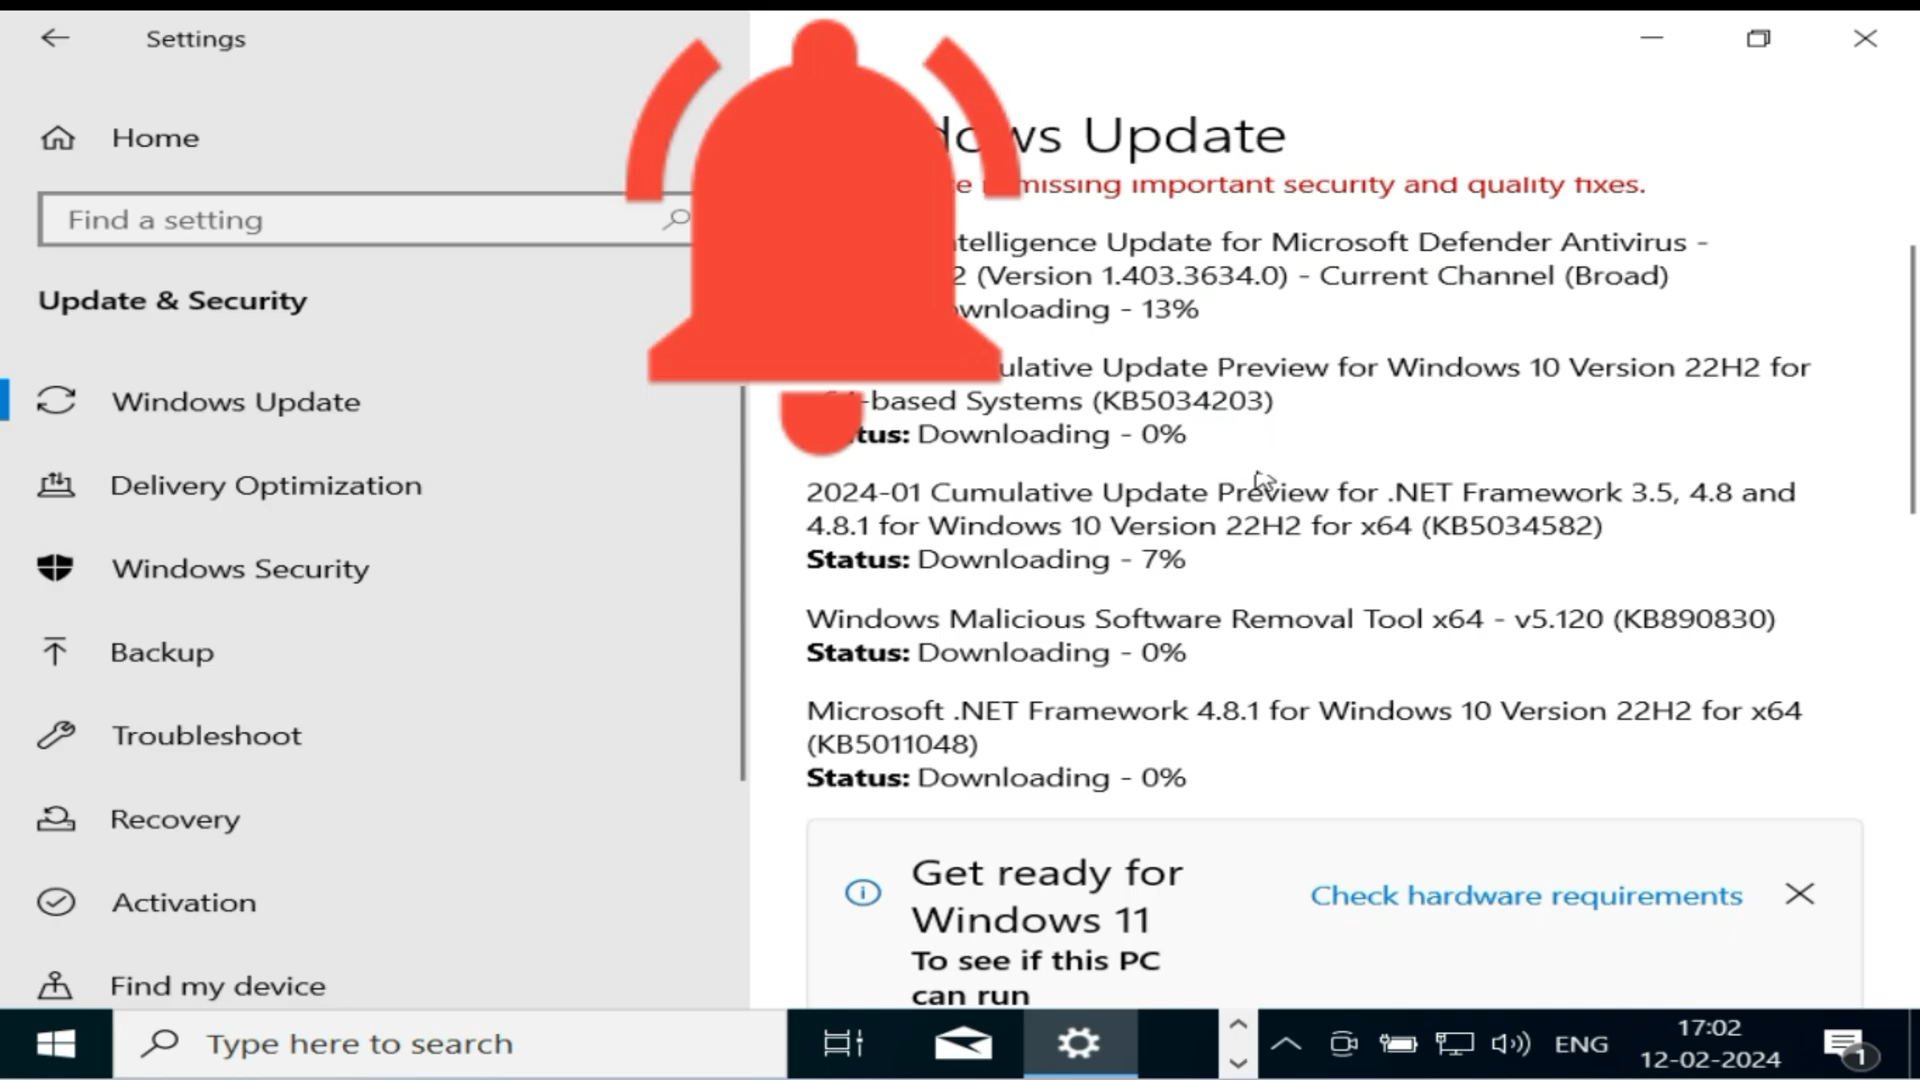 Settings
Home
Find a setting
Update & Security
Windows Update
Delivery Optimization
Windows Security
Backup
Troubleshoot
Recovery
Activation
Find my device
Update
missing important security and quality fixes.
Update for Microsoft Defender Antivirus -
(Version 1.403.3634.0) - Current Channel (Broad)
- 13%
Update Preview for Windows 10 Version 22H2 for
-based Systems (KB5034203)
Downloading - 0%
2024-01 Cumulative Update Preview for .NET Framework 3.5, 4.8 and
4.8.1 for Windows 10 Version 22H2 for x64 (KB5034582)
Status: Downloading - 7%
Windows Malicious Software Removal Tool x64 - v5.120 (KB890830)
Status: Downloading - 0%
Microsoft .NET Framework 4.8.1 for Windows 10 Version 22H2 for x64
(KB5011048)
Status: Downloading - 0%
Get ready for
Windows 11
Check hardware requirements
To see if this PC
can run
Type here to search
ENG
17:02
12-02-2024
1